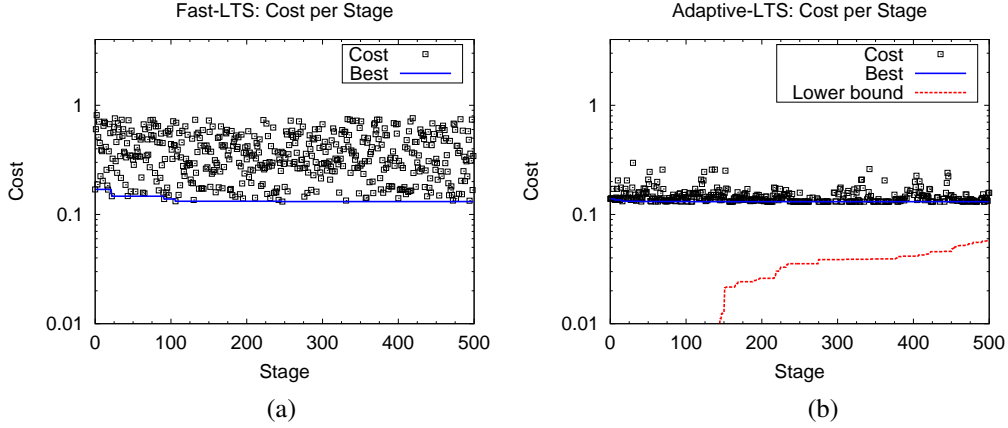 Fast-LTS: Cost per Stage
Cost
Best
1
0.1
0.01
Cost
0 100 200 300 400 500
Stage
(a)
Adaptive-LTS: Cost per Stage
Cost
Best
Lower bound
1
0.1
0.01
Cost
0 100 200 300 400 500
Stage
(b)